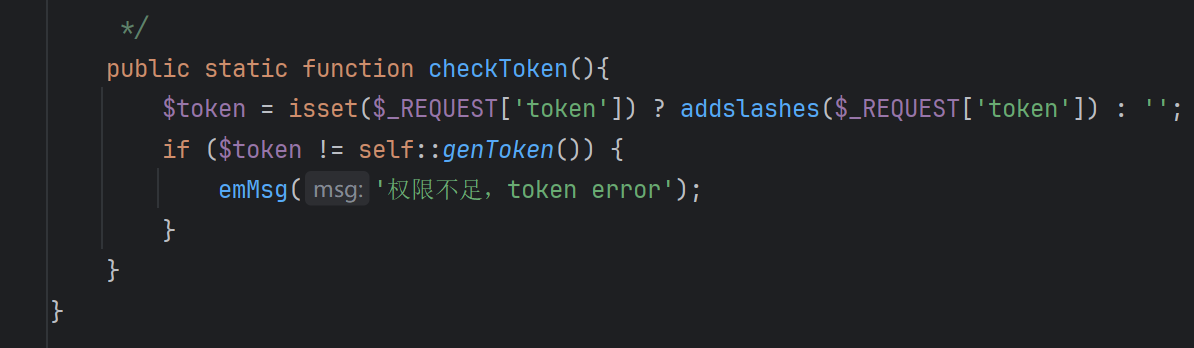 */
public static function checkToken(){
$token = isset($_REQUEST['token']) ? addslashes($_REQUEST['token']) : '';
if ($token != self::genToken()) {
emMsg( msg: '权限不足，token error');
}
}
}